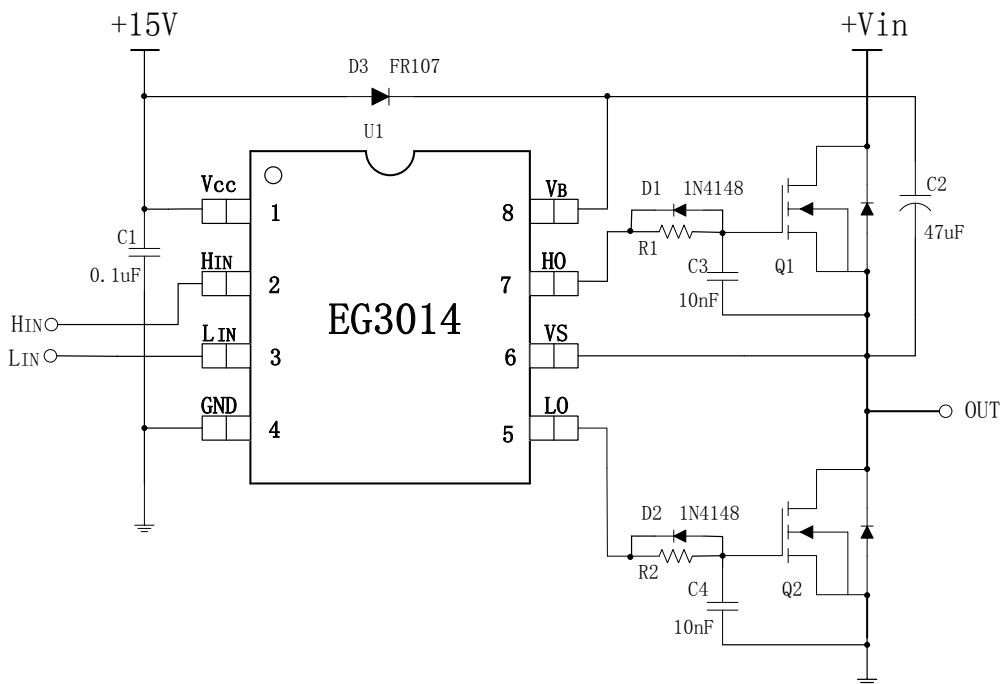 +15V
+Vin
D3 FR107
U1
Vcc
1
VB
8
D1 1N4148
R1
C2
47uF
C1
0.1uF
HIN
2
HO
7
C3
10nF
Q1
EG3014
HIN
LIN
LIN
3
VS
6
GND
4
LO
5
OUT
D2 1N4148
R2
C4
10nF
Q2